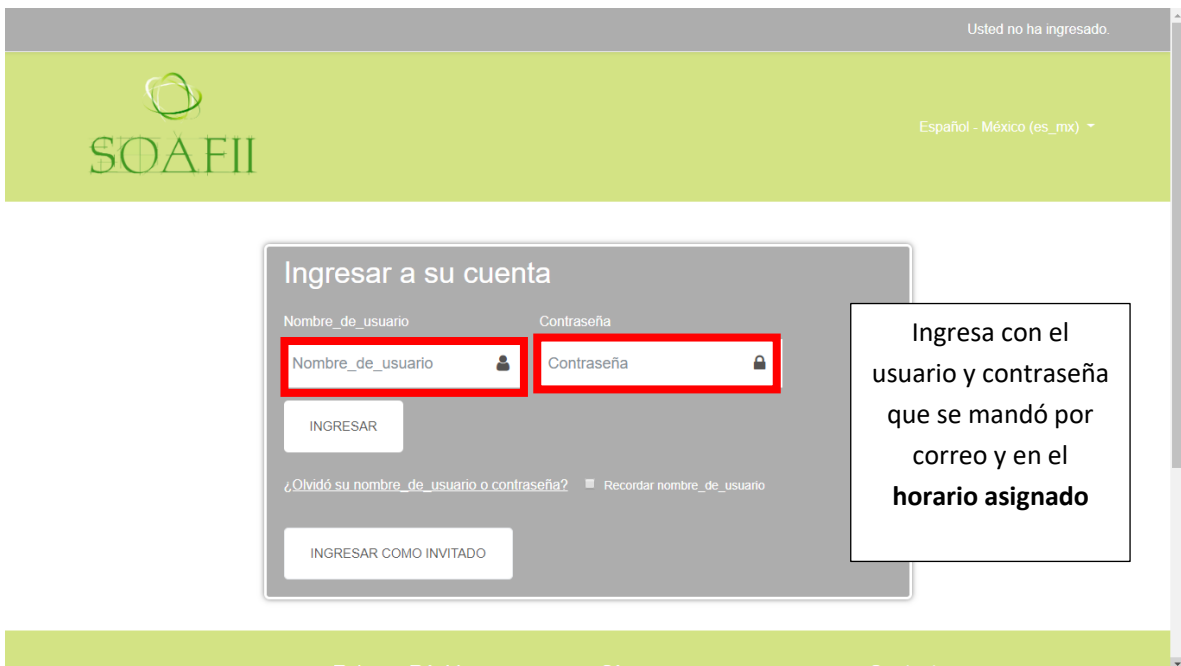 Usted no ha ingresado.
SOAFII
Español - México (es_mx)
Ingresar a su cuenta
Nombre_de_usuario
Contraseña
Nombre_de_usuario
Contraseña
INGRESAR
¿Olvidó su nombre_de_usuario o contraseña?
Recordar nombre_de_usuario
INGRESAR COMO INVITADO
Ingresa con el
usuario y contraseña
que se mandó por
correo y en el
horario asignado